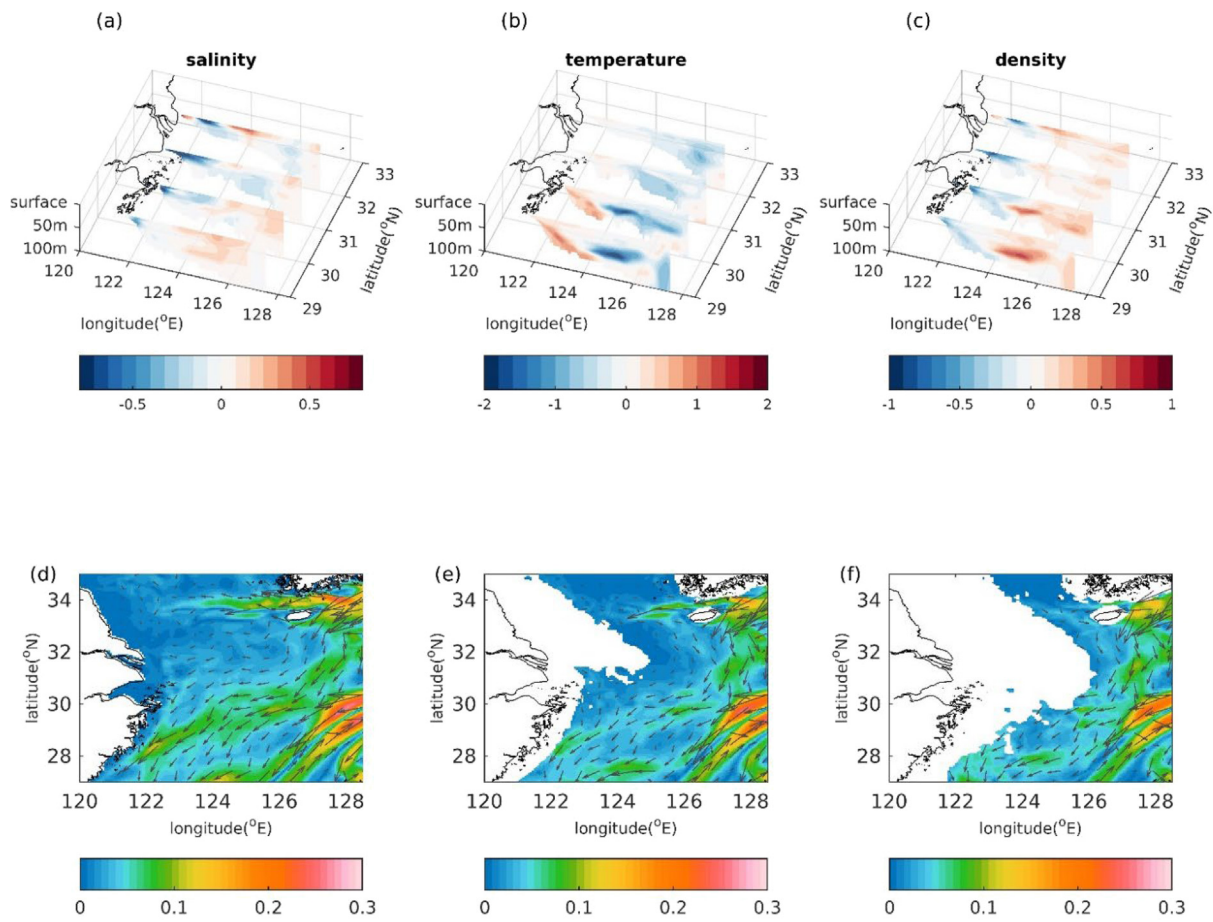 (a)
(b)
(c)
salinity
temperature
density
surface
50m
100m
120
122
124
126
128
29
30
31
32
33
longitude(°E)
latitude(°N)
surface
50m
100m
120
122
124
126
128
29
30
31
32
33
longitude(°E)
latitude(°N)
surface
50m
100m
120
122
124
126
128
29
30
31
32
33
longitude(°E)
latitude(°N)
-0.5 0 0.5
-2 -1 0 1 2
-1 -0.5 0 0.5 1
(d)
34
32
30
28
latitude(°N)
120 122 124 126 128
longitude(°E)
(e)
34
32
30
28
latitude(°N)
120 122 124 126 128
longitude(°E)
(f)
34
32
30
28
latitude(°N)
120 122 124 126 128
longitude(°E)
0 0.1 0.2 0.3
0 0.1 0.2 0.3
0 0.1 0.2 0.3